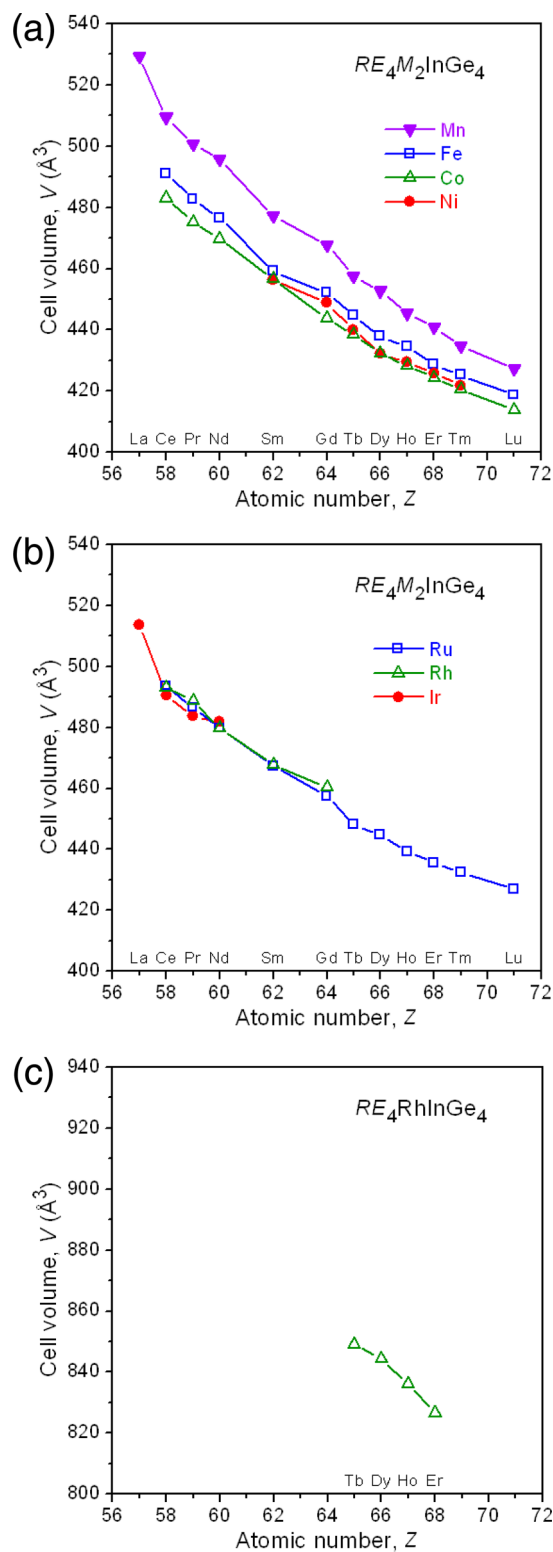 (a)
RE4M2InGe4
Mn
Fe
Co
Ni
Cell volume, V (Å3)
540
520
500
480
460
440
420
400
La Ce Pr Nd Sm Gd Tb Dy Ho Er Tm Lu
56 58 60 62 64 66 68 70 72
Atomic number, Z
(b)
RE4M2InGe4
Ru
Rh
Ir
Cell volume, V (Å3)
540
520
500
480
460
440
420
400
La Ce Pr Nd Sm Gd Tb Dy Ho Er Tm Lu
56 58 60 62 64 66 68 70 72
Atomic number, Z
(c)
RE4RhInGe4
Cell volume, V (Å3)
940
920
900
880
860
840
820
800
Tb Dy Ho Er
56 58 60 62 64 66 68 70 72
Atomic number, Z